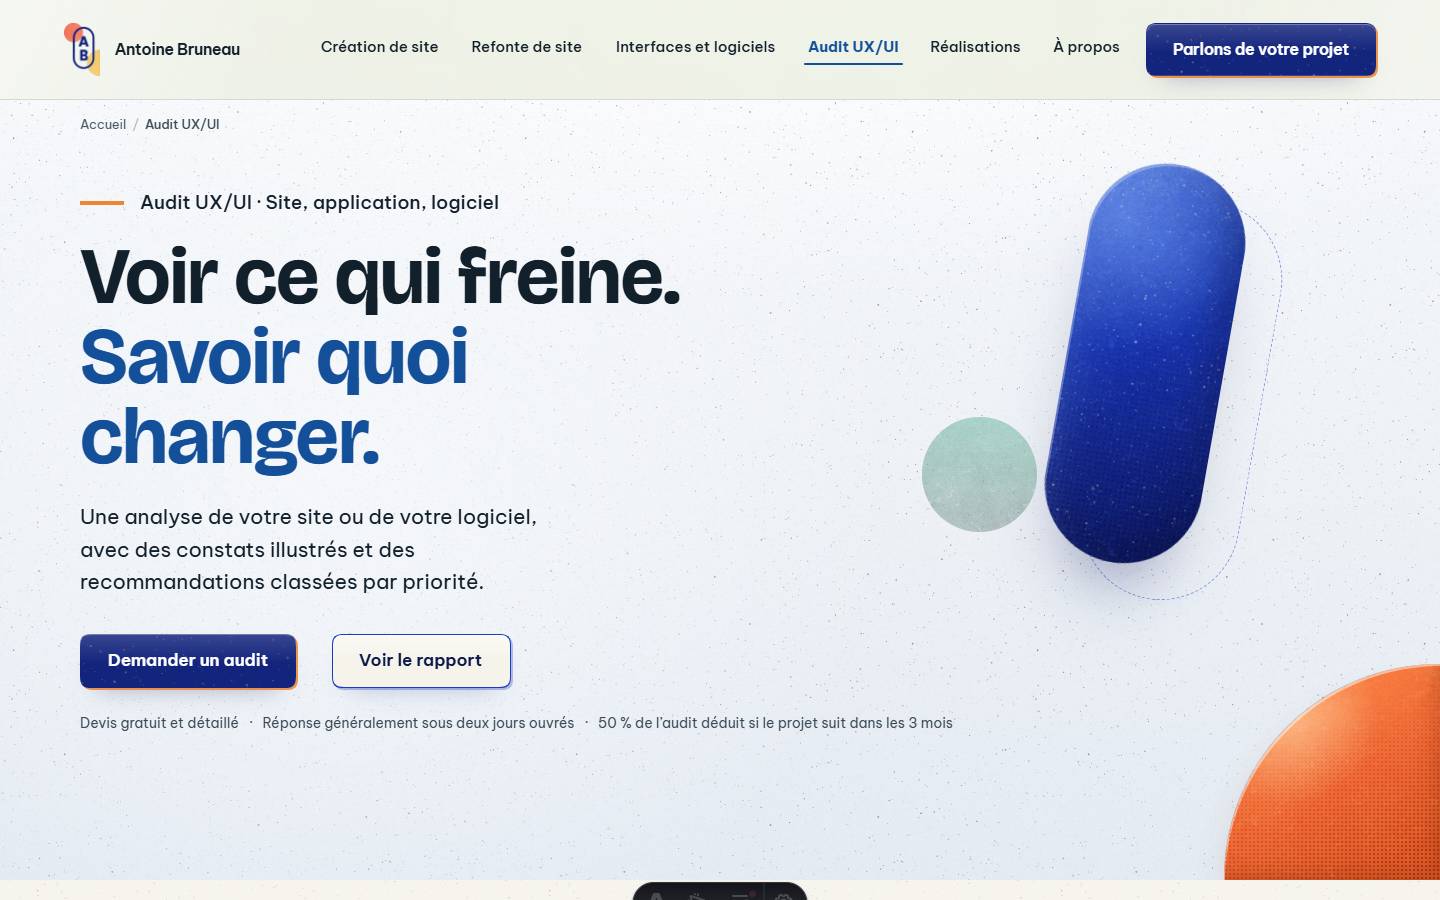 AB
Antoine Bruneau
Création de site
Refonte de site
Interfaces et logiciels
Audit UX/UI
Réalisations
À propos
Parlons de votre projet
Accueil / Audit UX/UI
Audit UX/UI · Site, application, logiciel
Voir ce qui freine.
Savoir quoi
changer.
Une analyse de votre site ou de votre logiciel,
avec des constats illustrés et des
recommandations classées par priorité.
Demander un audit
Voir le rapport
Devis gratuit et détaillé · Réponse généralement sous deux jours ouvrés · 50 % de l’audit déduit si le projet suit dans les 3 mois